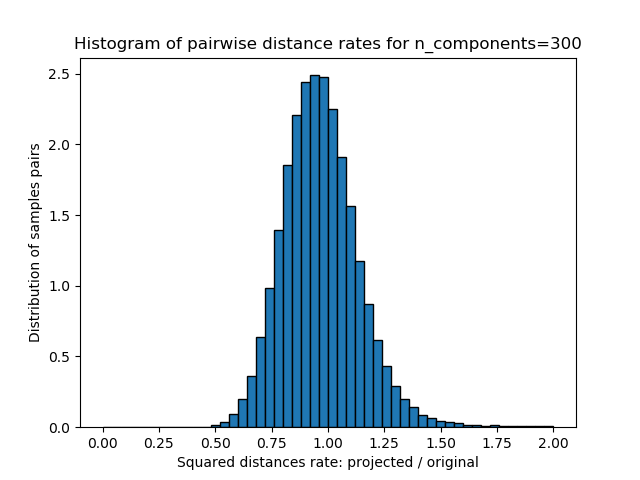 Histogram of pairwise distance rates for n_components=300
2.5
2.0
1.5
1.0
0.5
0.0
Distribution of samples pairs
0.00 0.25 0.50 0.75 1.00 1.25 1.50 1.75 2.00
Squared distances rate: projected / original